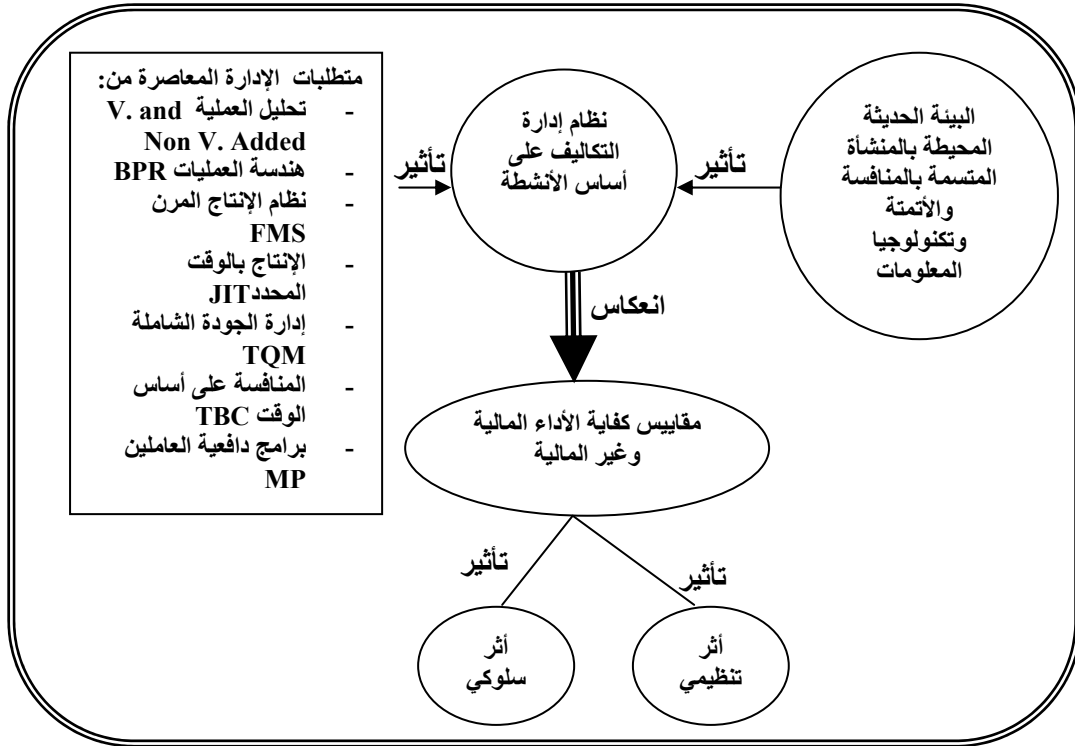 متطلبات الإدارة المعاصرة من:
- تحليل العملية V. and
Non V. Added
- هندسة العمليات BPR
- نظام الإنتاج المرن
FMS
- الإنتاج بالوقت
المحدد JIT
- إدارة الجودة الشاملة
TQM
- المنافسة على أساس
الوقت TBC
- برامج دافعية العاملين
MP
تأثير
نظام إدارة
التكاليف على
أساس الأنشطة
تأثير
البيئة الحديثة
المحيطة بالمنشأة
المتسمة بالمنافسة
والأتمتة
وتكنولوجيا
المعلومات
انعكاس
مقاييس كفاية الأداء المالية
وغير المالية
تأثير
تأثير
أثر
تنظيمي
أثر
سلوكي